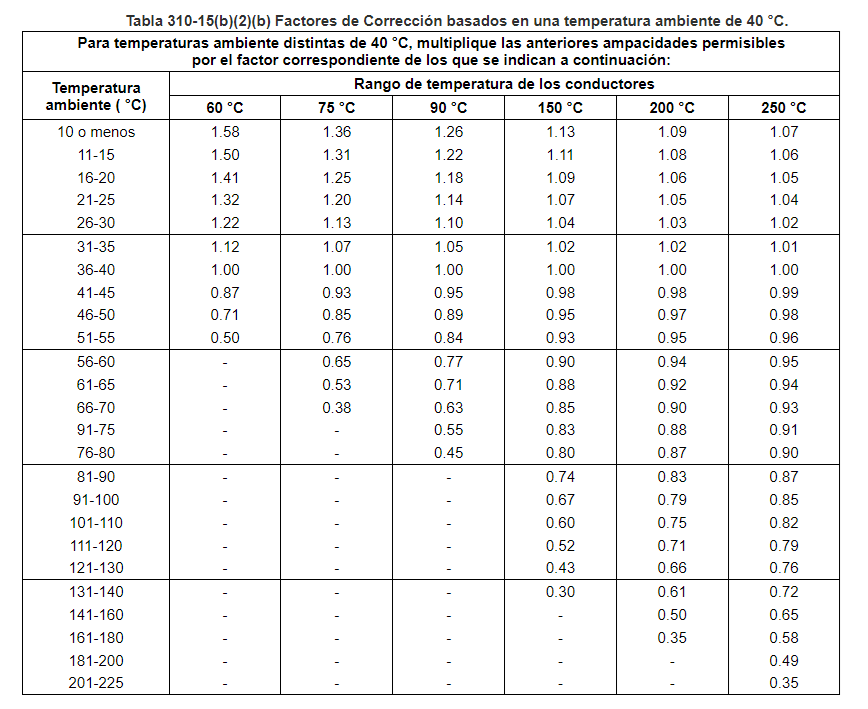 Tabla 310-15(b)(2)(b) Factores de Corrección basados en una temperatura ambiente de 40 °C.
Para temperaturas ambiente distintas de 40 °C, multiplique las anteriores ampacidades permisibles
por el factor correspondiente de los que se indican a continuación:
Temperatura
ambiente ( °C)
Rango de temperatura de los conductores
60 °C 75 °C 90 °C 150 °C 200 °C 250 °C
10 o menos 1.58 1.36 1.26 1.13 1.09 1.07
11-15 1.50 1.31 1.22 1.11 1.08 1.06
16-20 1.41 1.25 1.18 1.09 1.06 1.05
21-25 1.32 1.20 1.14 1.07 1.05 1.04
26-30 1.22 1.13 1.10 1.04 1.03 1.02
31-35 1.12 1.07 1.05 1.02 1.02 1.01
36-40 1.00 1.00 1.00 1.00 1.00 1.00
41-45 0.87 0.93 0.95 0.98 0.98 0.99
46-50 0.71 0.85 0.89 0.95 0.97 0.98
51-55 0.50 0.76 0.84 0.93 0.95 0.96
56-60 - 0.65 0.77 0.90 0.94 0.95
61-65 - 0.53 0.71 0.88 0.92 0.94
66-70 - 0.38 0.63 0.85 0.90 0.93
91-75 - - 0.55 0.83 0.88 0.91
76-80 - - 0.45 0.80 0.87 0.90
81-90 - - - 0.74 0.83 0.87
91-100 - - - 0.67 0.79 0.85
101-110 - - - 0.60 0.75 0.82
111-120 - - - 0.52 0.71 0.79
121-130 - - - 0.43 0.66 0.76
131-140 - - - 0.30 0.61 0.72
141-160 - - - - 0.50 0.65
161-180 - - - - 0.35 0.58
181-200 - - - - - 0.49
201-225 - - - - - 0.35